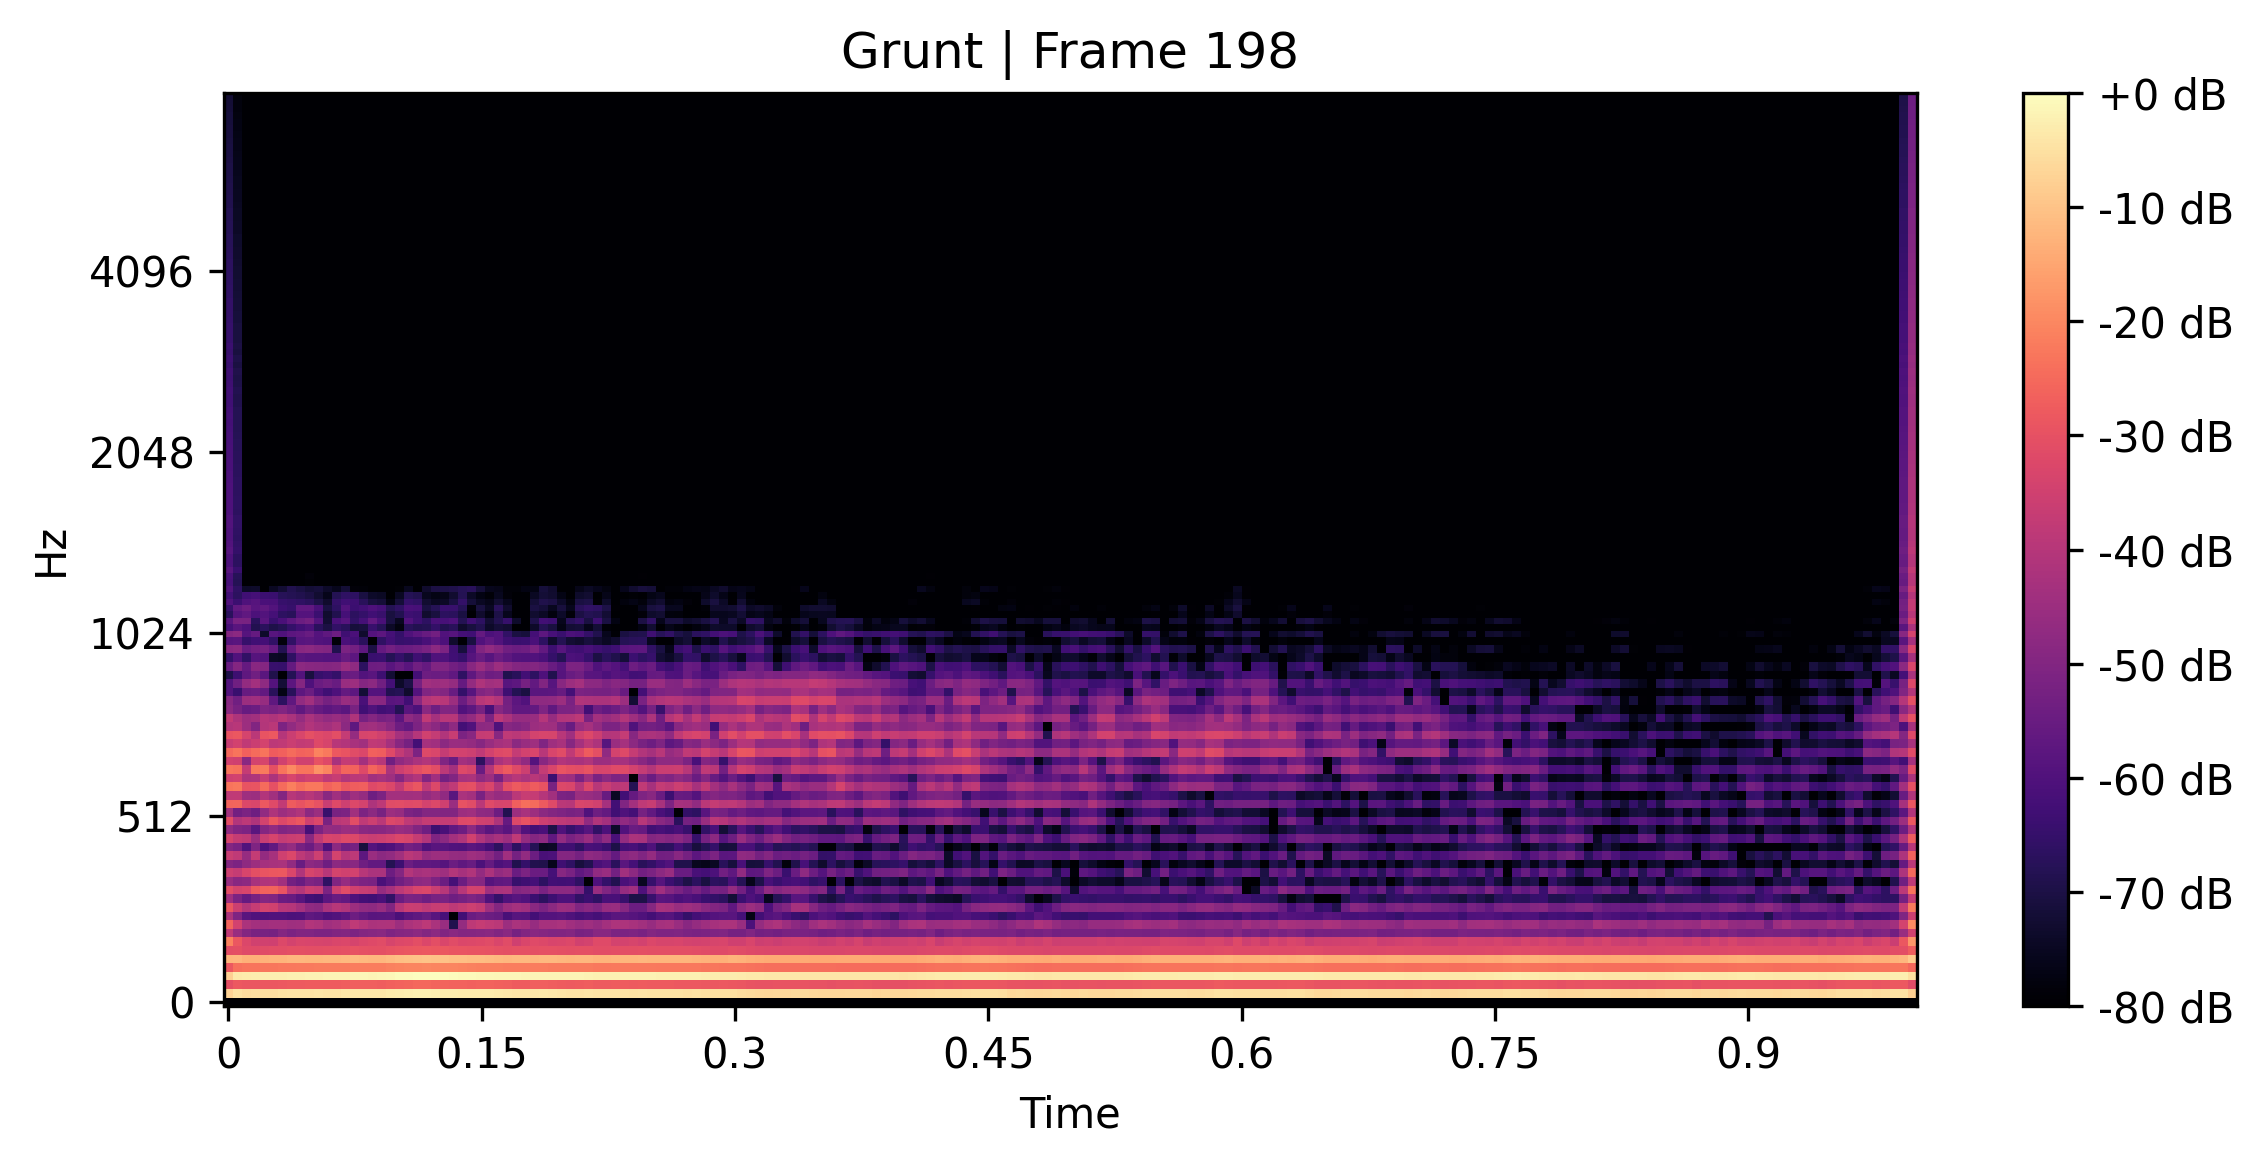 Grunt | Frame 198
+0 dB
-10 dB
-20 dB
-30 dB
-40 dB
-50 dB
-60 dB
-70 dB
-80 dB
Hz
4096
2048
1024
512
0
0 0.15 0.3 0.45 0.6 0.75 0.9
Time